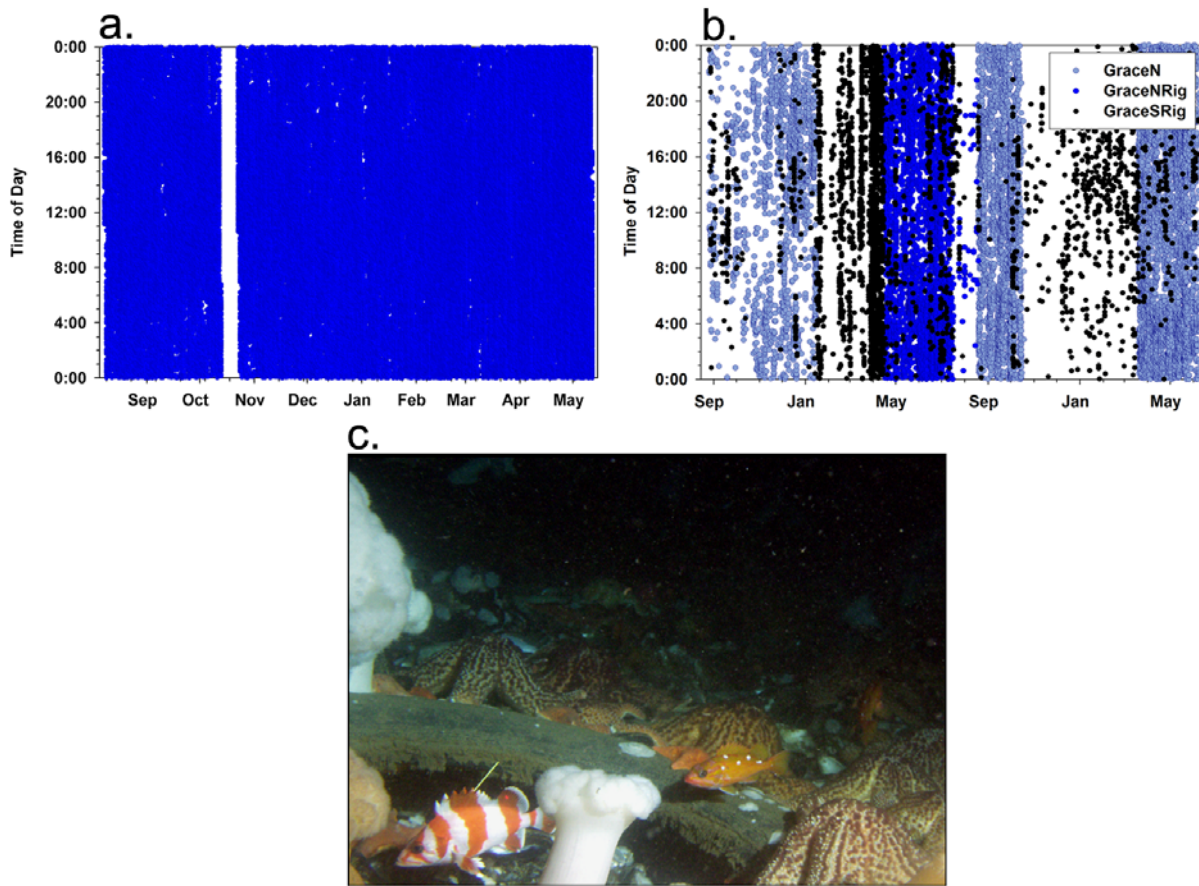 a.
0:00
20:00
16:00
12:00
8:00
4:00
0:00
Time of Day
Sep Oct Nov Dec Jan Feb Mar Apr May
b.
0:00
20:00
16:00
12:00
8:00
4:00
0:00
Time of Day
Sep Jan May Sep Jan May
GraceN
GraceNRig
GraceSRig
c.